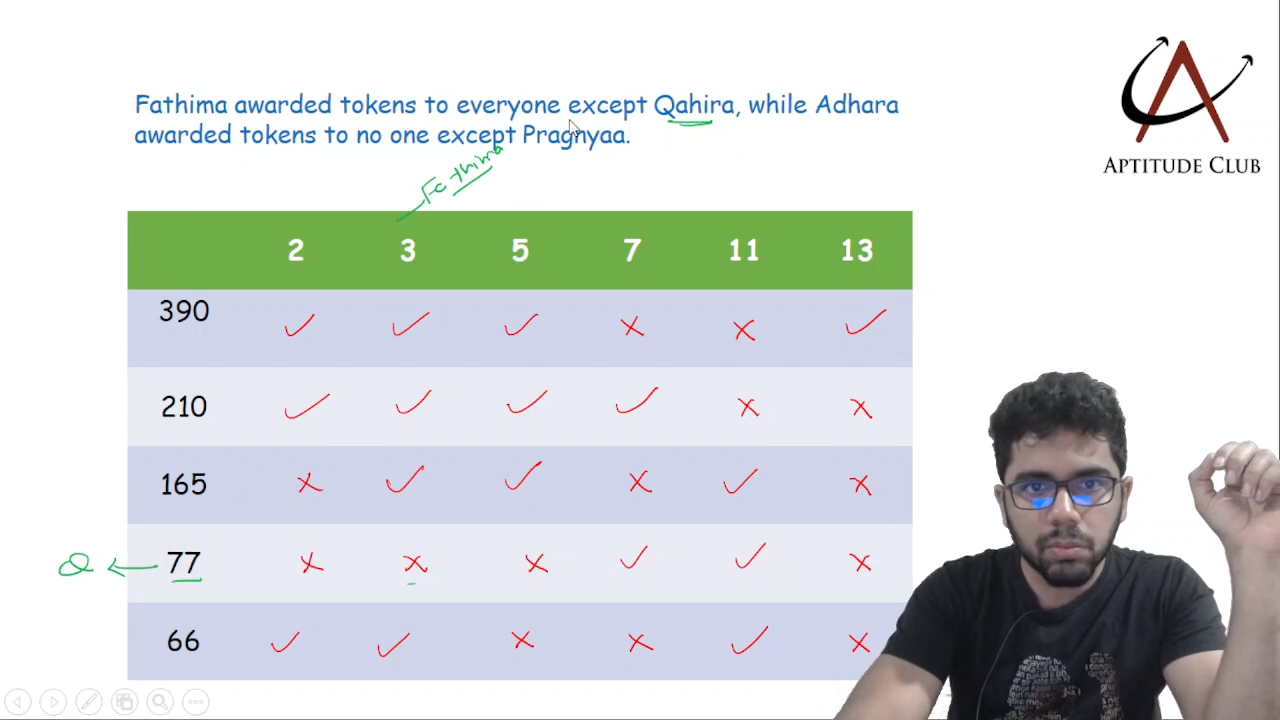 Fathima awarded tokens to everyone except Qahira, while Adhara
awarded tokens to no one except Pragnyaa.
APTITUDE CLUB
Fathima
2 3 5 7 11 13
390 ✓ ✓ ✓ x x ✓
210 ✓ ✓ ✓ ✓ x x
165 x ✓ ✓ x ✓ x
Q ← 77 x x x ✓ ✓ x
66 ✓ ✓ x x ✓ x